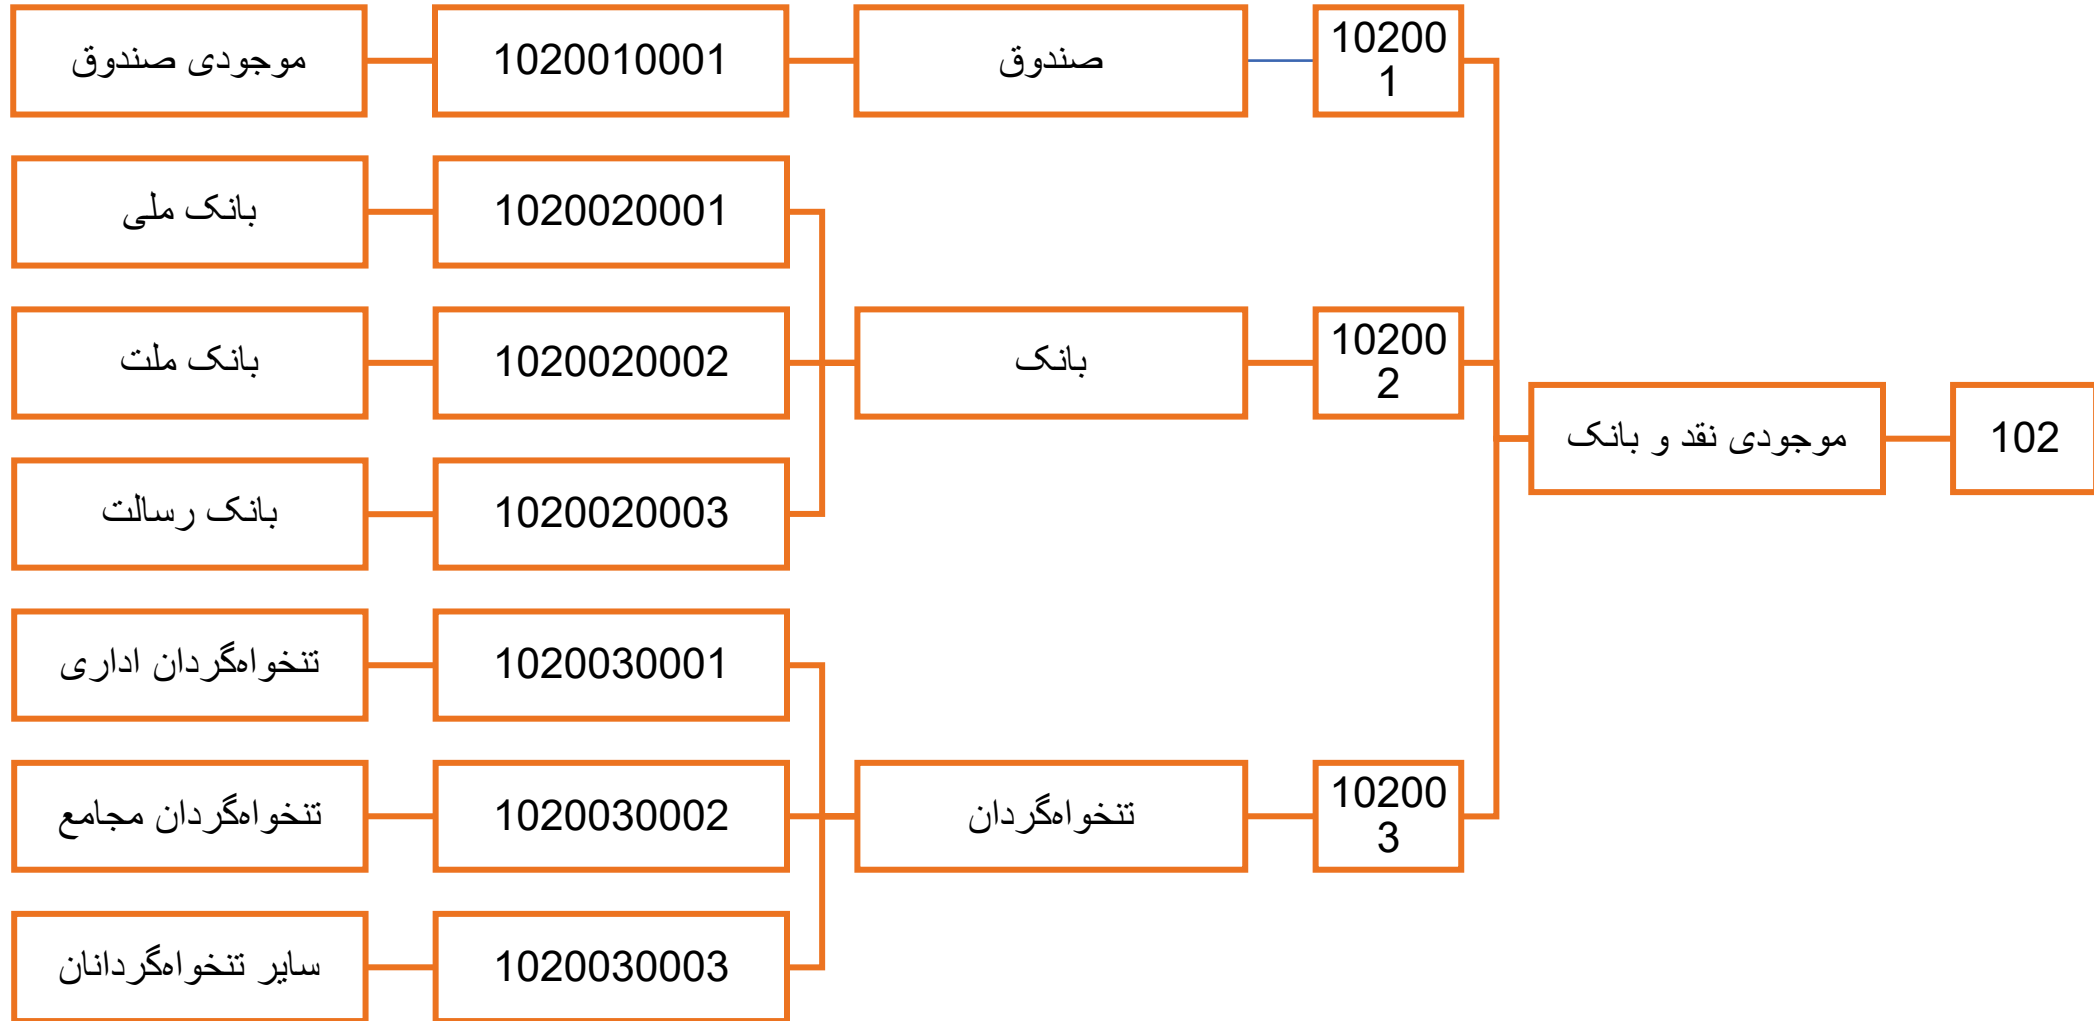 102
موجودی نقد و بانک
10200
1
صندوق
1020010001
موجودی صندوق
10200
2
بانک
1020020001
بانک ملی
1020020002
بانک ملت
1020020003
بانک رسالت
10200
3
تنخواه‌گردان
1020030001
تنخواه‌گردان اداری
1020030002
تنخواه‌گردان مجامع
1020030003
سایر تنخواه‌گردانان